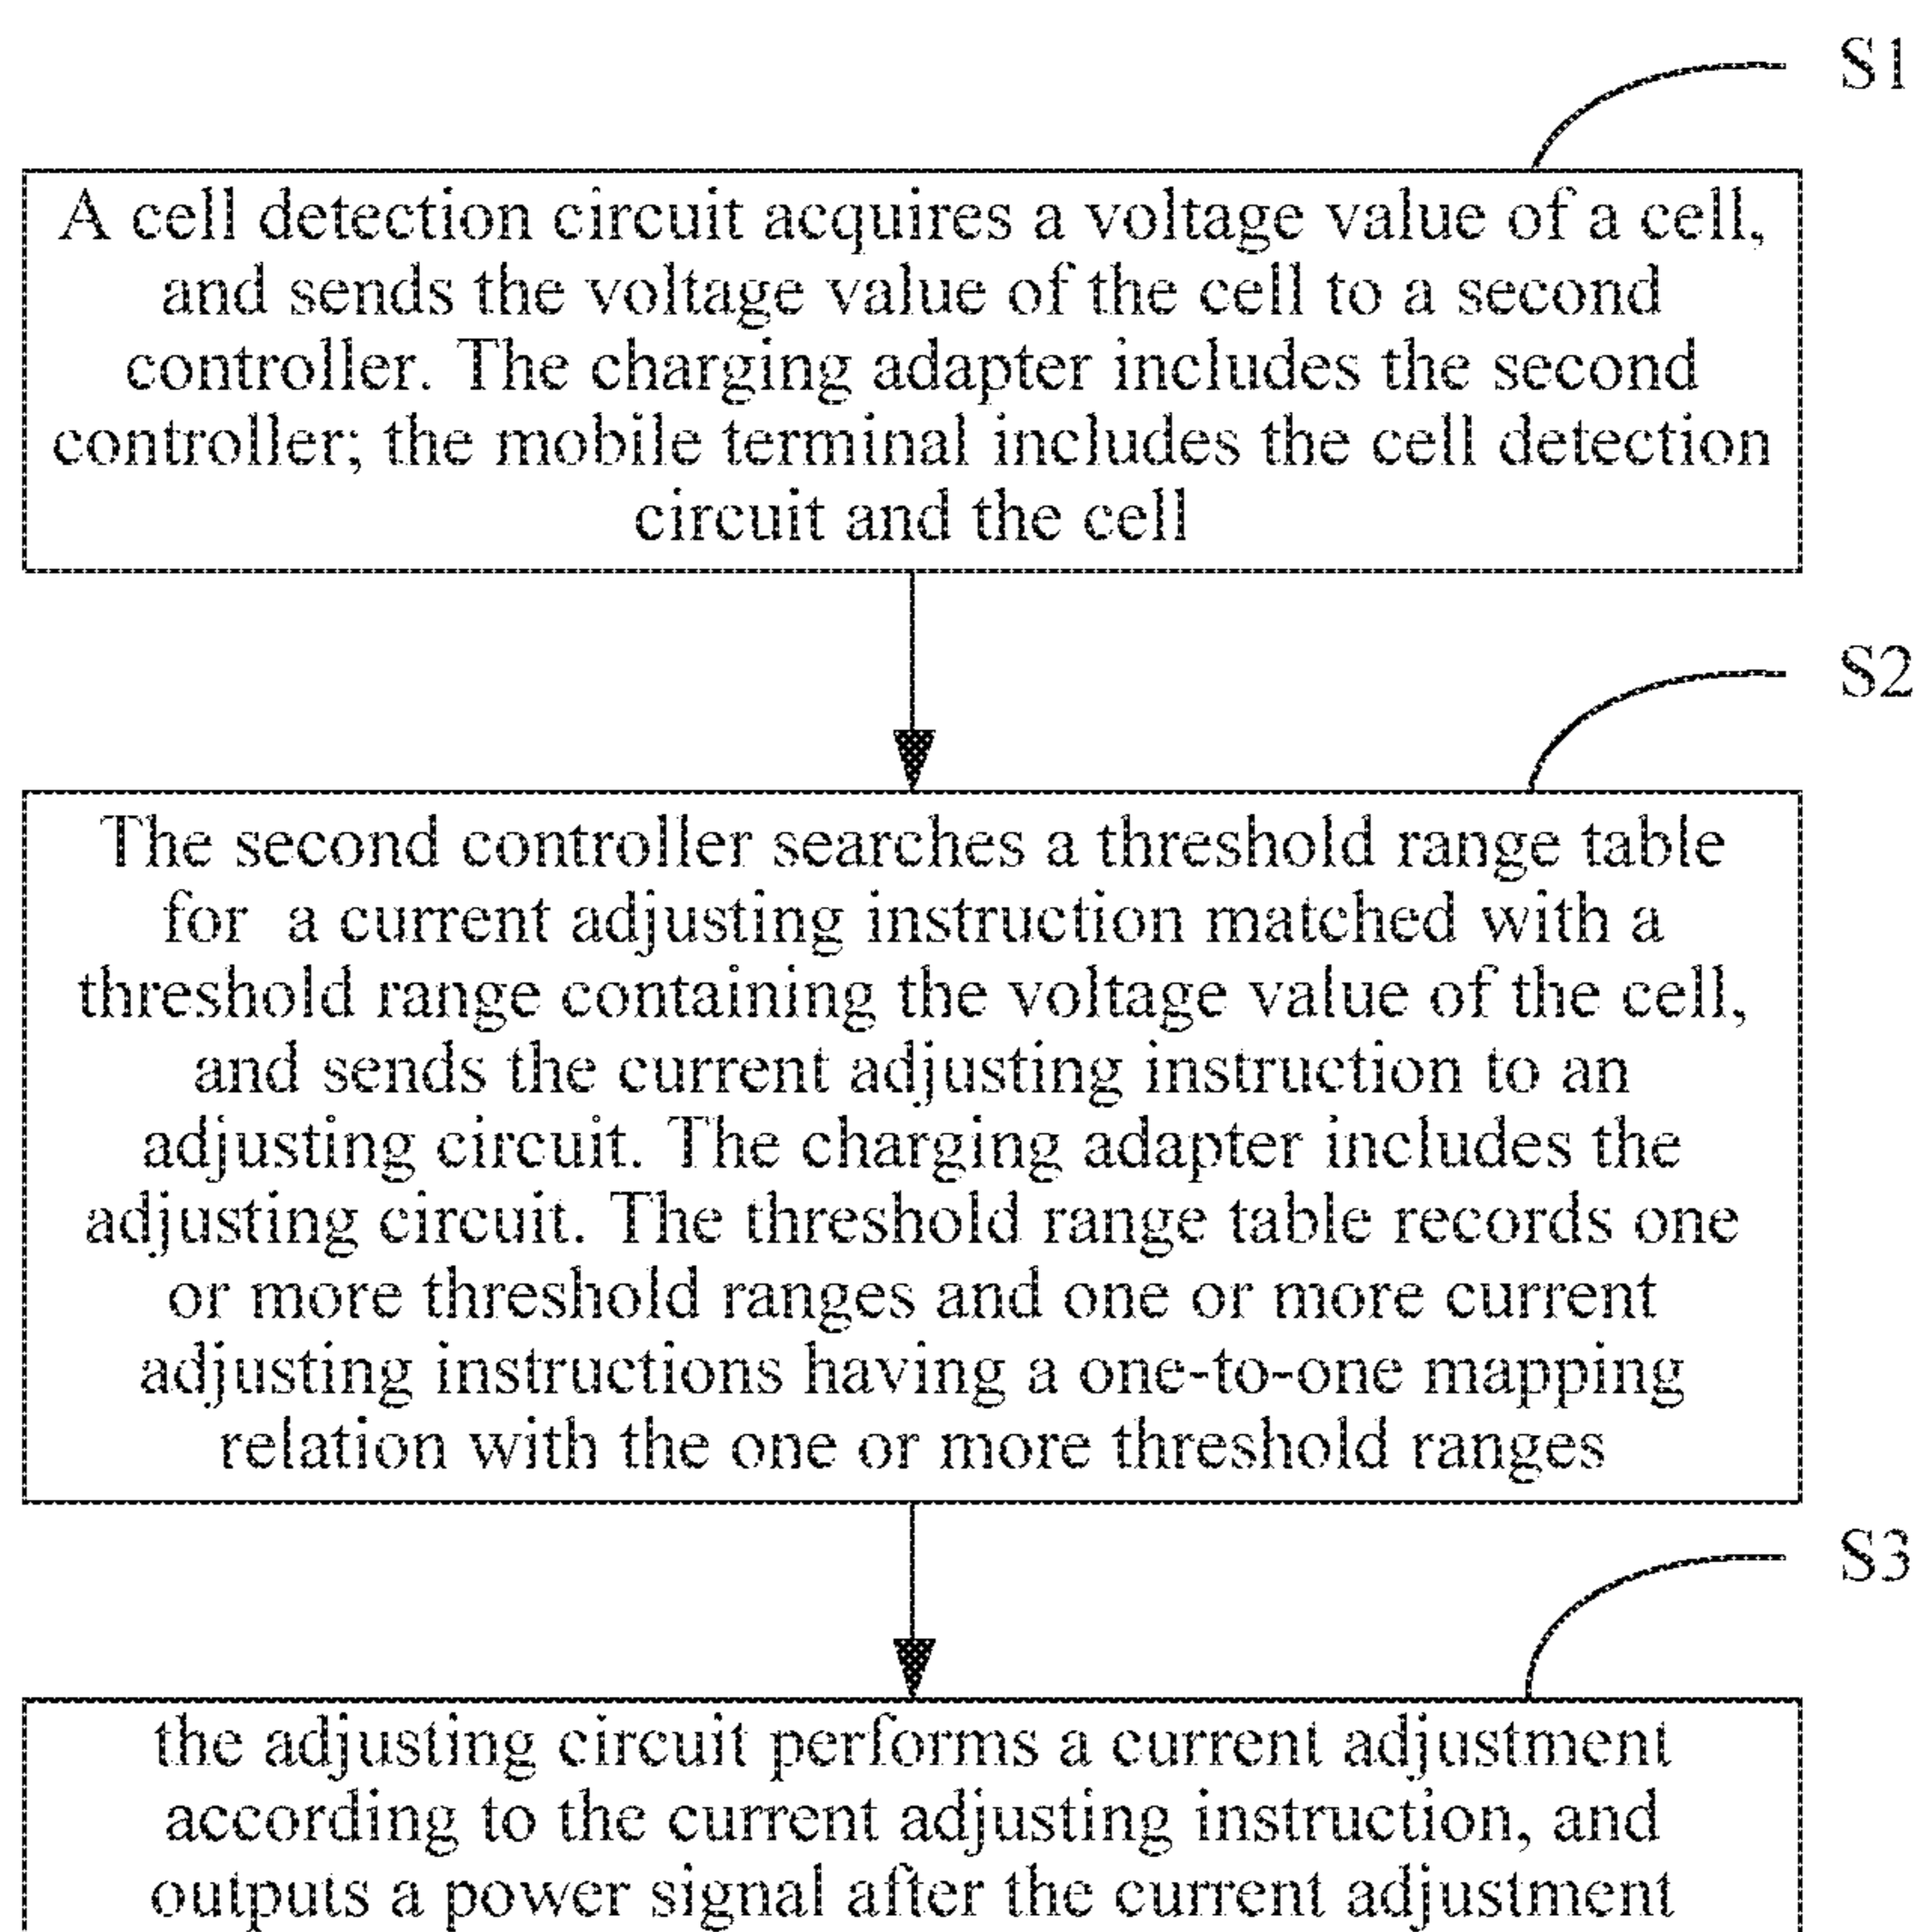 S1
A cell detection circuit acquires a voltage value of a cell,
and sends the voltage value of the cell to a second
controller. The charging adapter includes the second
controller; the mobile terminal includes the cell detection
circuit and the cell
S2
The second controller searches a threshold range table
for a current adjusting instruction matched with a
threshold range containing the voltage value of the cell,
and sends the current adjusting instruction to an
adjusting circuit. The charging adapter includes the
adjusting circuit. The threshold range table records one
or more threshold ranges and one or more current
adjusting instructions having a one-to-one mapping
relation with the one or more threshold ranges
S3
the adjusting circuit performs a current adjustment
according to the current adjusting instruction, and
outputs a power signal after the current adjustment